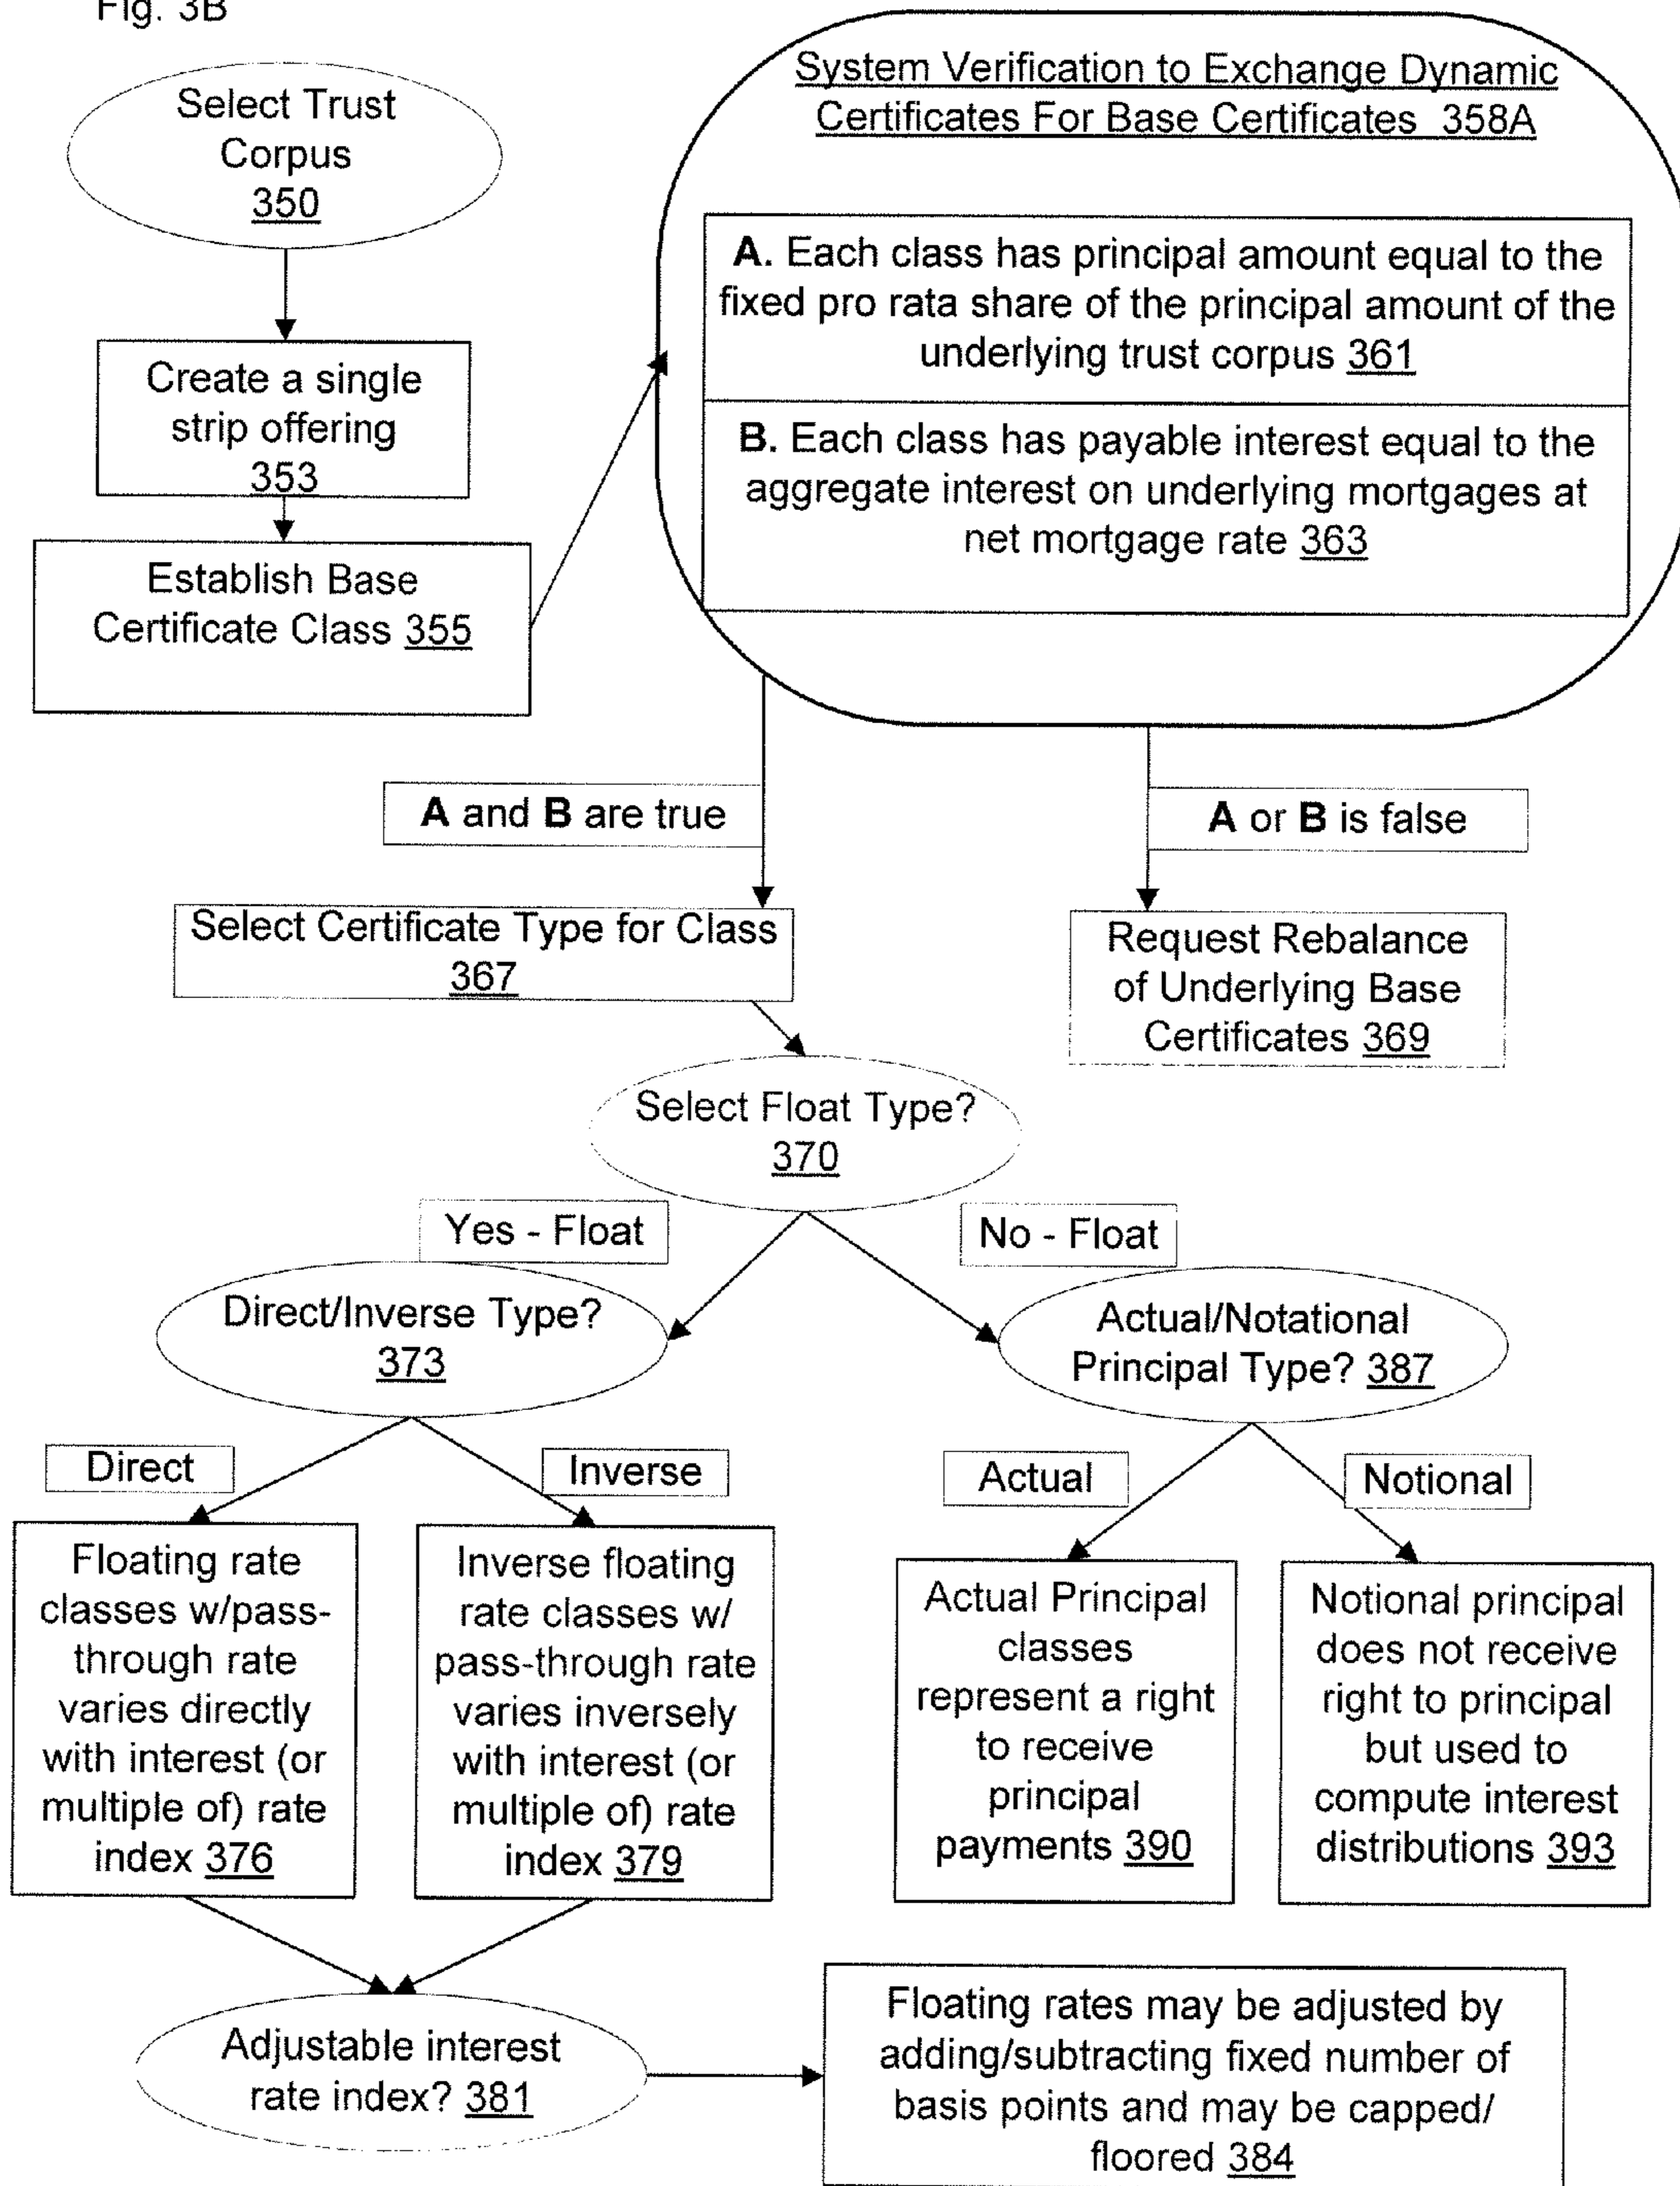 Fig. 3B
Select Trust
Corpus
350
Create a single
strip offering
353
Establish Base
Certificate Class 355
System Verification to Exchange Dynamic
Certificates For Base Certificates 358A
A. Each class has principal amount equal to the
fixed pro rata share of the principal amount of the
underlying trust corpus 361
B. Each class has payable interest equal to the
aggregate interest on underlying mortgages at
net mortgage rate 363
A and B are true
A or B is false
Select Certificate Type for Class
367
Request Rebalance
of Underlying Base
Certificates 369
Select Float Type?
370
Yes - Float
No - Float
Direct/Inverse Type?
373
Actual/Notational
Principal Type? 387
Direct
Inverse
Actual
Notional
Floating rate
classes w/pass-
through rate
varies directly
with interest (or
multiple of) rate
index 376
Inverse floating
rate classes w/
pass-through rate
varies inversely
with interest (or
multiple of) rate
index 379
Actual Principal
classes
represent a right
to receive
principal
payments 390
Notional principal
does not receive
right to principal
but used to
compute interest
distributions 393
Adjustable interest
rate index? 381
Floating rates may be adjusted by
adding/subtracting fixed number of
basis points and may be capped/
floored 384